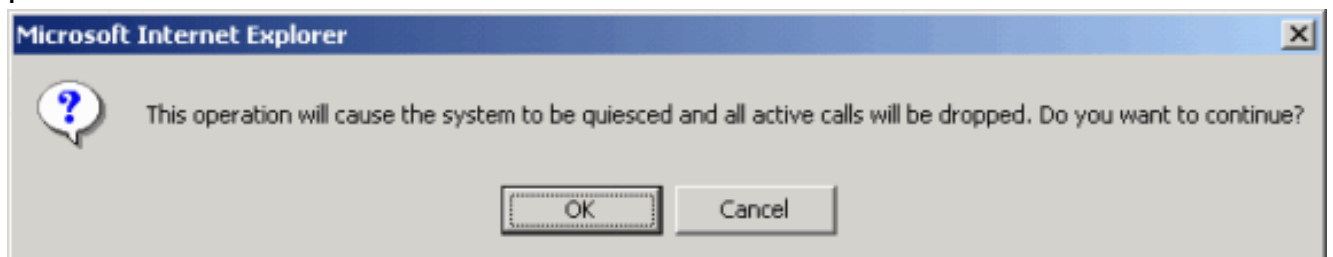 Microsoft Internet Explorer
This operation will cause the system to be quiesced and all active calls will be dropped. Do you want to continue?
OK Cancel